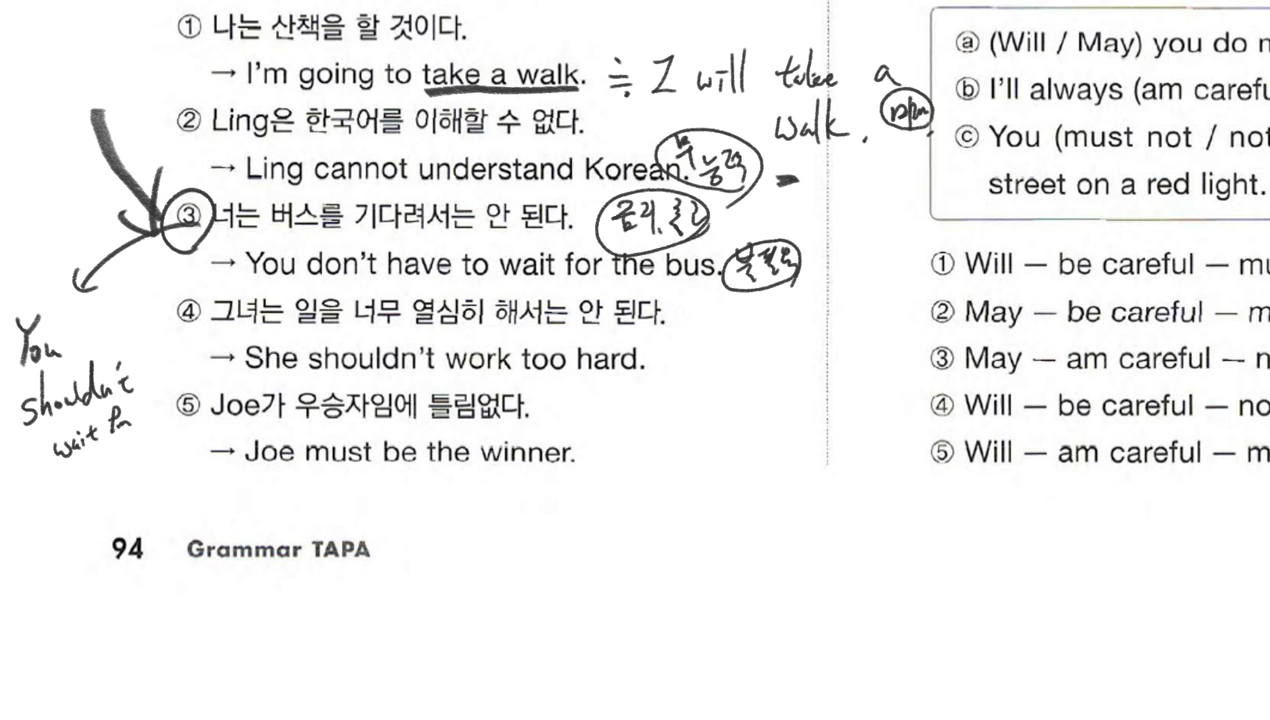 ① 나는 산책을 할 것이다.
→ I'm going to take a walk. ≒ I will take a
walk.
② Ling은 한국어를 이해할 수 없다.
→ Ling cannot understand Korean.
③ 너는 버스를 기다려서는 안 된다.
→ You don't have to wait for the bus. 불필요
④ 그녀는 일을 너무 열심히 해서는 안 된다.
→ She shouldn't work too hard.
⑤ Joe가 우승자임에 틀림없다.
→ Joe must be the winner.
You
shouldn't
wait for
94 Grammar TAPA
ⓐ (Will / May) you do
ⓑ I'll always (am
ⓒ You (must not /
street on a red light.
① Will – be careful –
② May – be careful –
③ May – am careful –
④ Will – be careful –
⑤ Will – am careful –